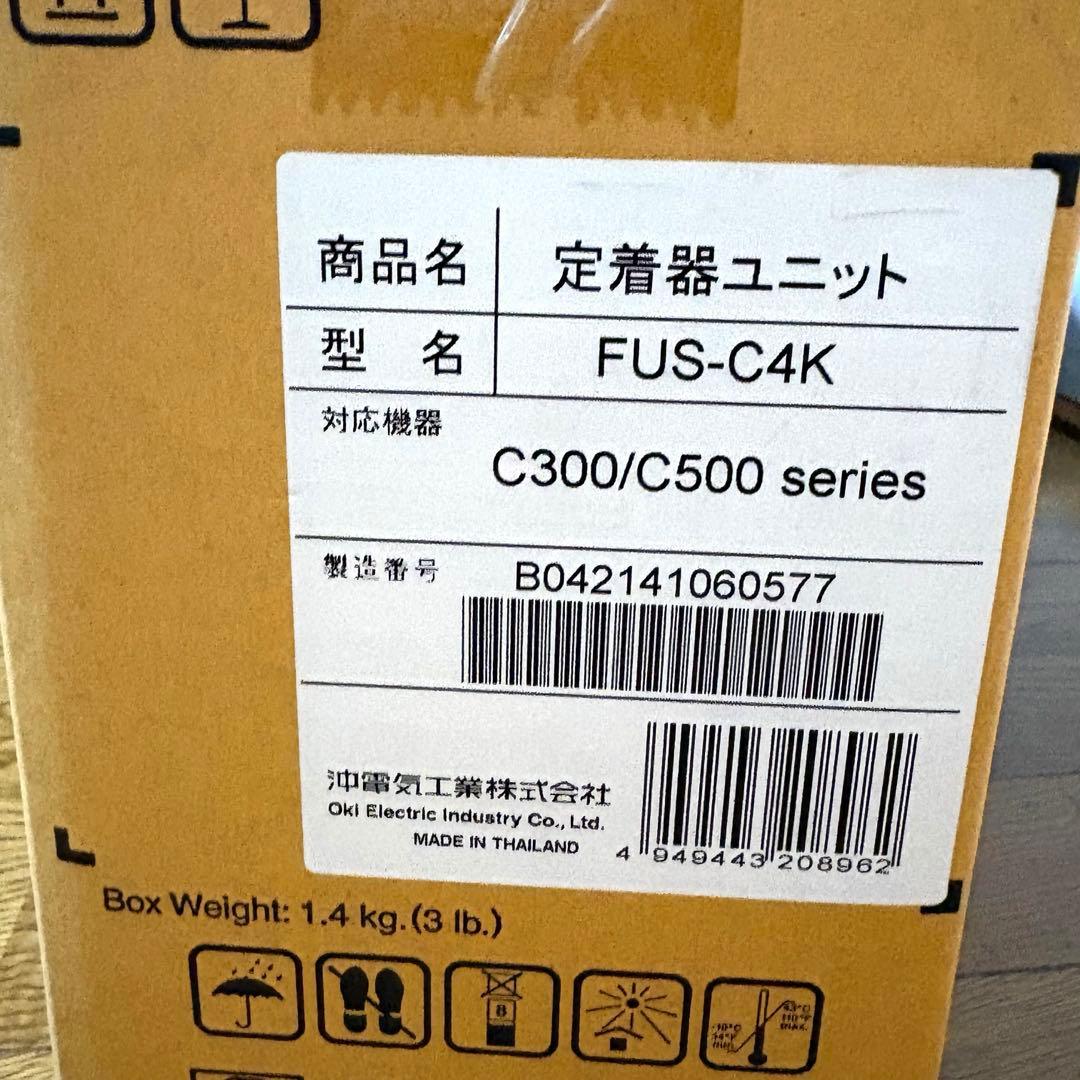 商品名 定着器ユニット
型 名 FUS-C4K
対応機器
C300/C500 series
製造番号 B042141060577
沖電気工業株式会社
Oki Electric Industry Co., Ltd.
MADE IN THAILAND
4 949443 208962
Box Weight: 1.4 kg.(3 lb.)
8